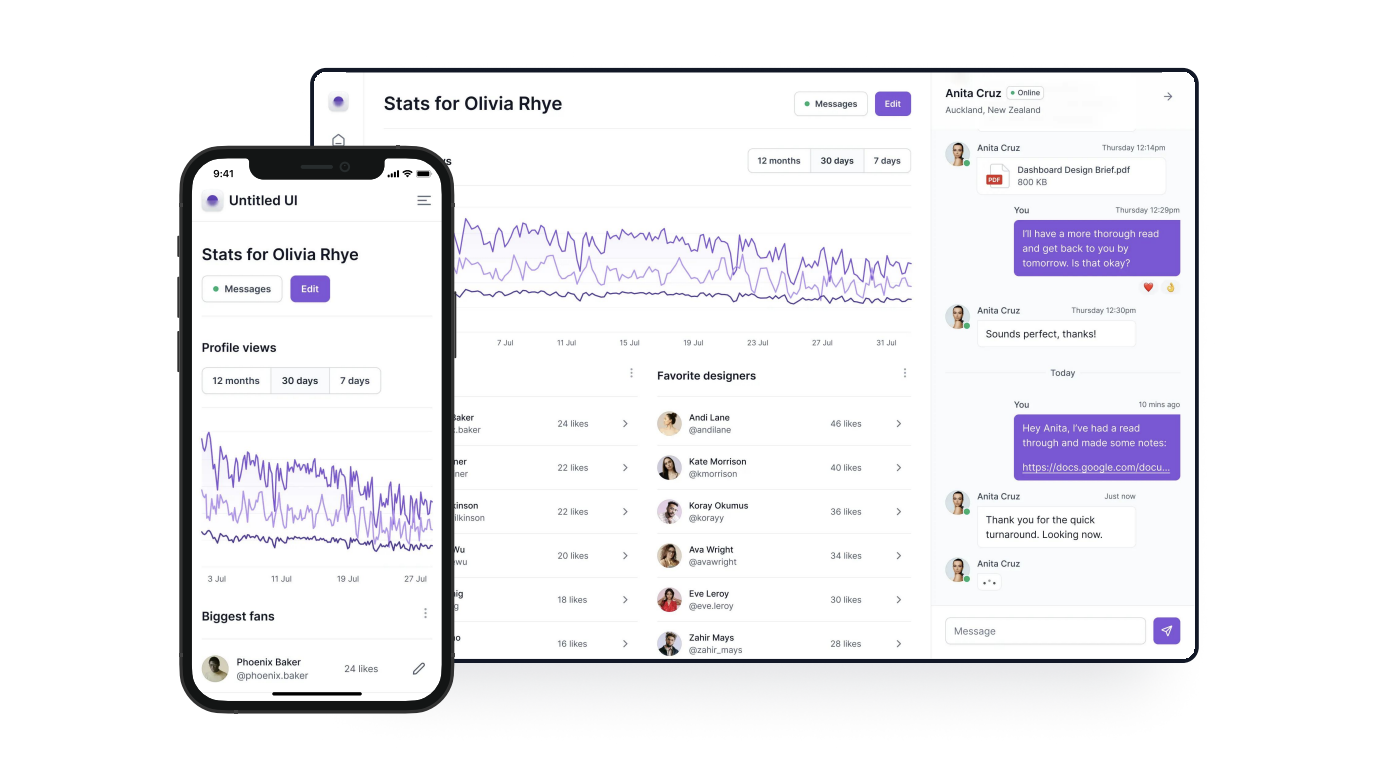 9:41
Untitled UI
Stats for Olivia Rhye
Messages
Edit
Profile views
12 months
30 days
7 days
3 Jul
11 Jul
19 Jul
27 Jul
Biggest fans
Phoenix Baker
@phoenix.baker
24 likes
Stats for Olivia Rhye
Messages
Edit
12 months
30 days
7 days
7 Jul
11 Jul
15 Jul
19 Jul
23 Jul
27 Jul
31 Jul
Baker
.baker
24 likes
22 likes
22 likes
Wu
20 likes
18 likes
16 likes
Favorite designers
Andi Lane
@andilane
46 likes
Kate Morrison
@kmorrison
40 likes
Koray Okumus
@korayy
36 likes
Ava Wright
@avawright
34 likes
Eve Leroy
@eve.leroy
30 likes
Zahir Mays
@zahir_mays
28 likes
Anita Cruz
Online
Auckland, New Zealand
Anita Cruz
Thursday 12:14pm
PDF
Dashboard Design Brief.pdf
800 KB
You
Thursday 12:29pm
I'll have a more thorough read
and get back to you by
tomorrow. Is that okay?
Anita Cruz
Thursday 12:30pm
Sounds perfect, thanks!
Today
You
10 mins ago
Hey Anita, I've had a read
through and made some notes:
https://docs.google.com/docu...
Anita Cruz
Just now
Thank you for the quick
turnaround. Looking now.
Anita Cruz
Message